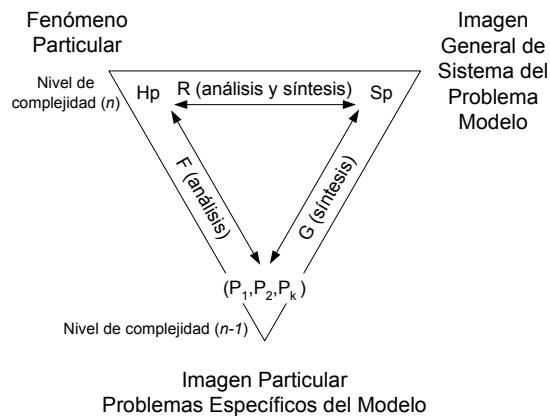 Fenómeno
Particular
Imagen
General de
Sistema del
Problema
Modelo
Nivel de
complejidad (n)
Hp
R (análisis y síntesis)
Sp
F (análisis)
G (síntesis)
(P1,P2,Pk)
Nivel de complejidad (n-1)
Imagen Particular
Problemas Específicos del Modelo